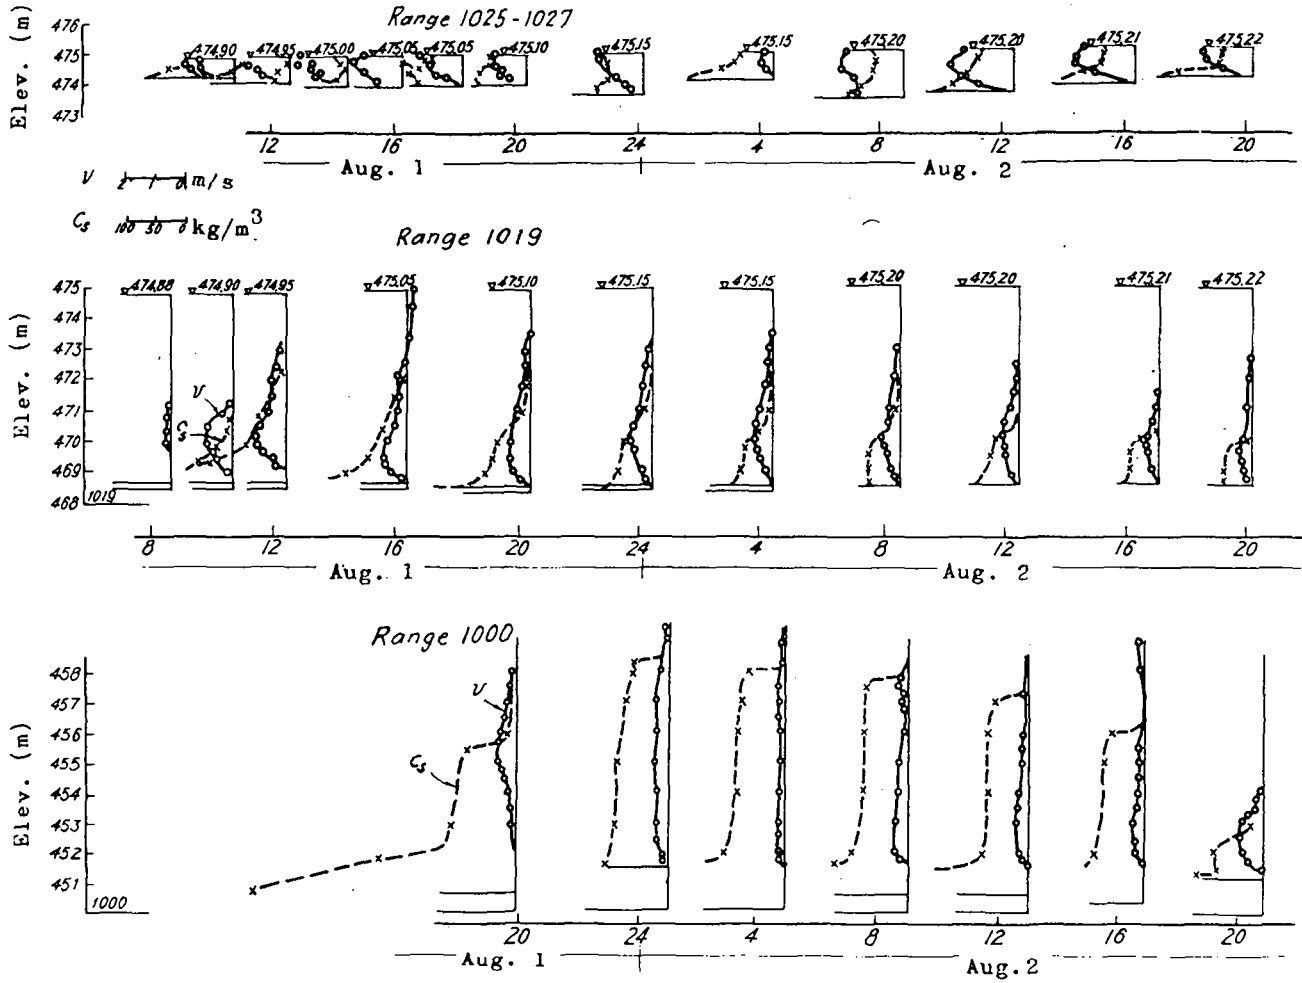 Range 1025-1027
Elev. (m)
476
475
474
473
474.90
474.95
475.00
475.05
475.05
475.10
475.15
475.15
475.20
475.20
475.21
475.22
12 16 20 24 4 8 12 16 20
Aug. 1 Aug. 2
V 2 1 0 m/s
Cs 100 50 0 kg/m³
Range 1019
Elev. (m)
475
474
473
472
471
470
469
468
1019
474.88
474.90
474.95
475.05
475.10
475.15
475.15
475.20
475.20
475.21
475.22
V
Cs
8 12 16 20 24 4 8 12 16 20
Aug. 1 Aug. 2
Range 1000
Elev. (m)
458
457
456
455
454
453
452
451
1000
V
Cs
20 24 4 8 12 16 20
Aug. 1 Aug.2